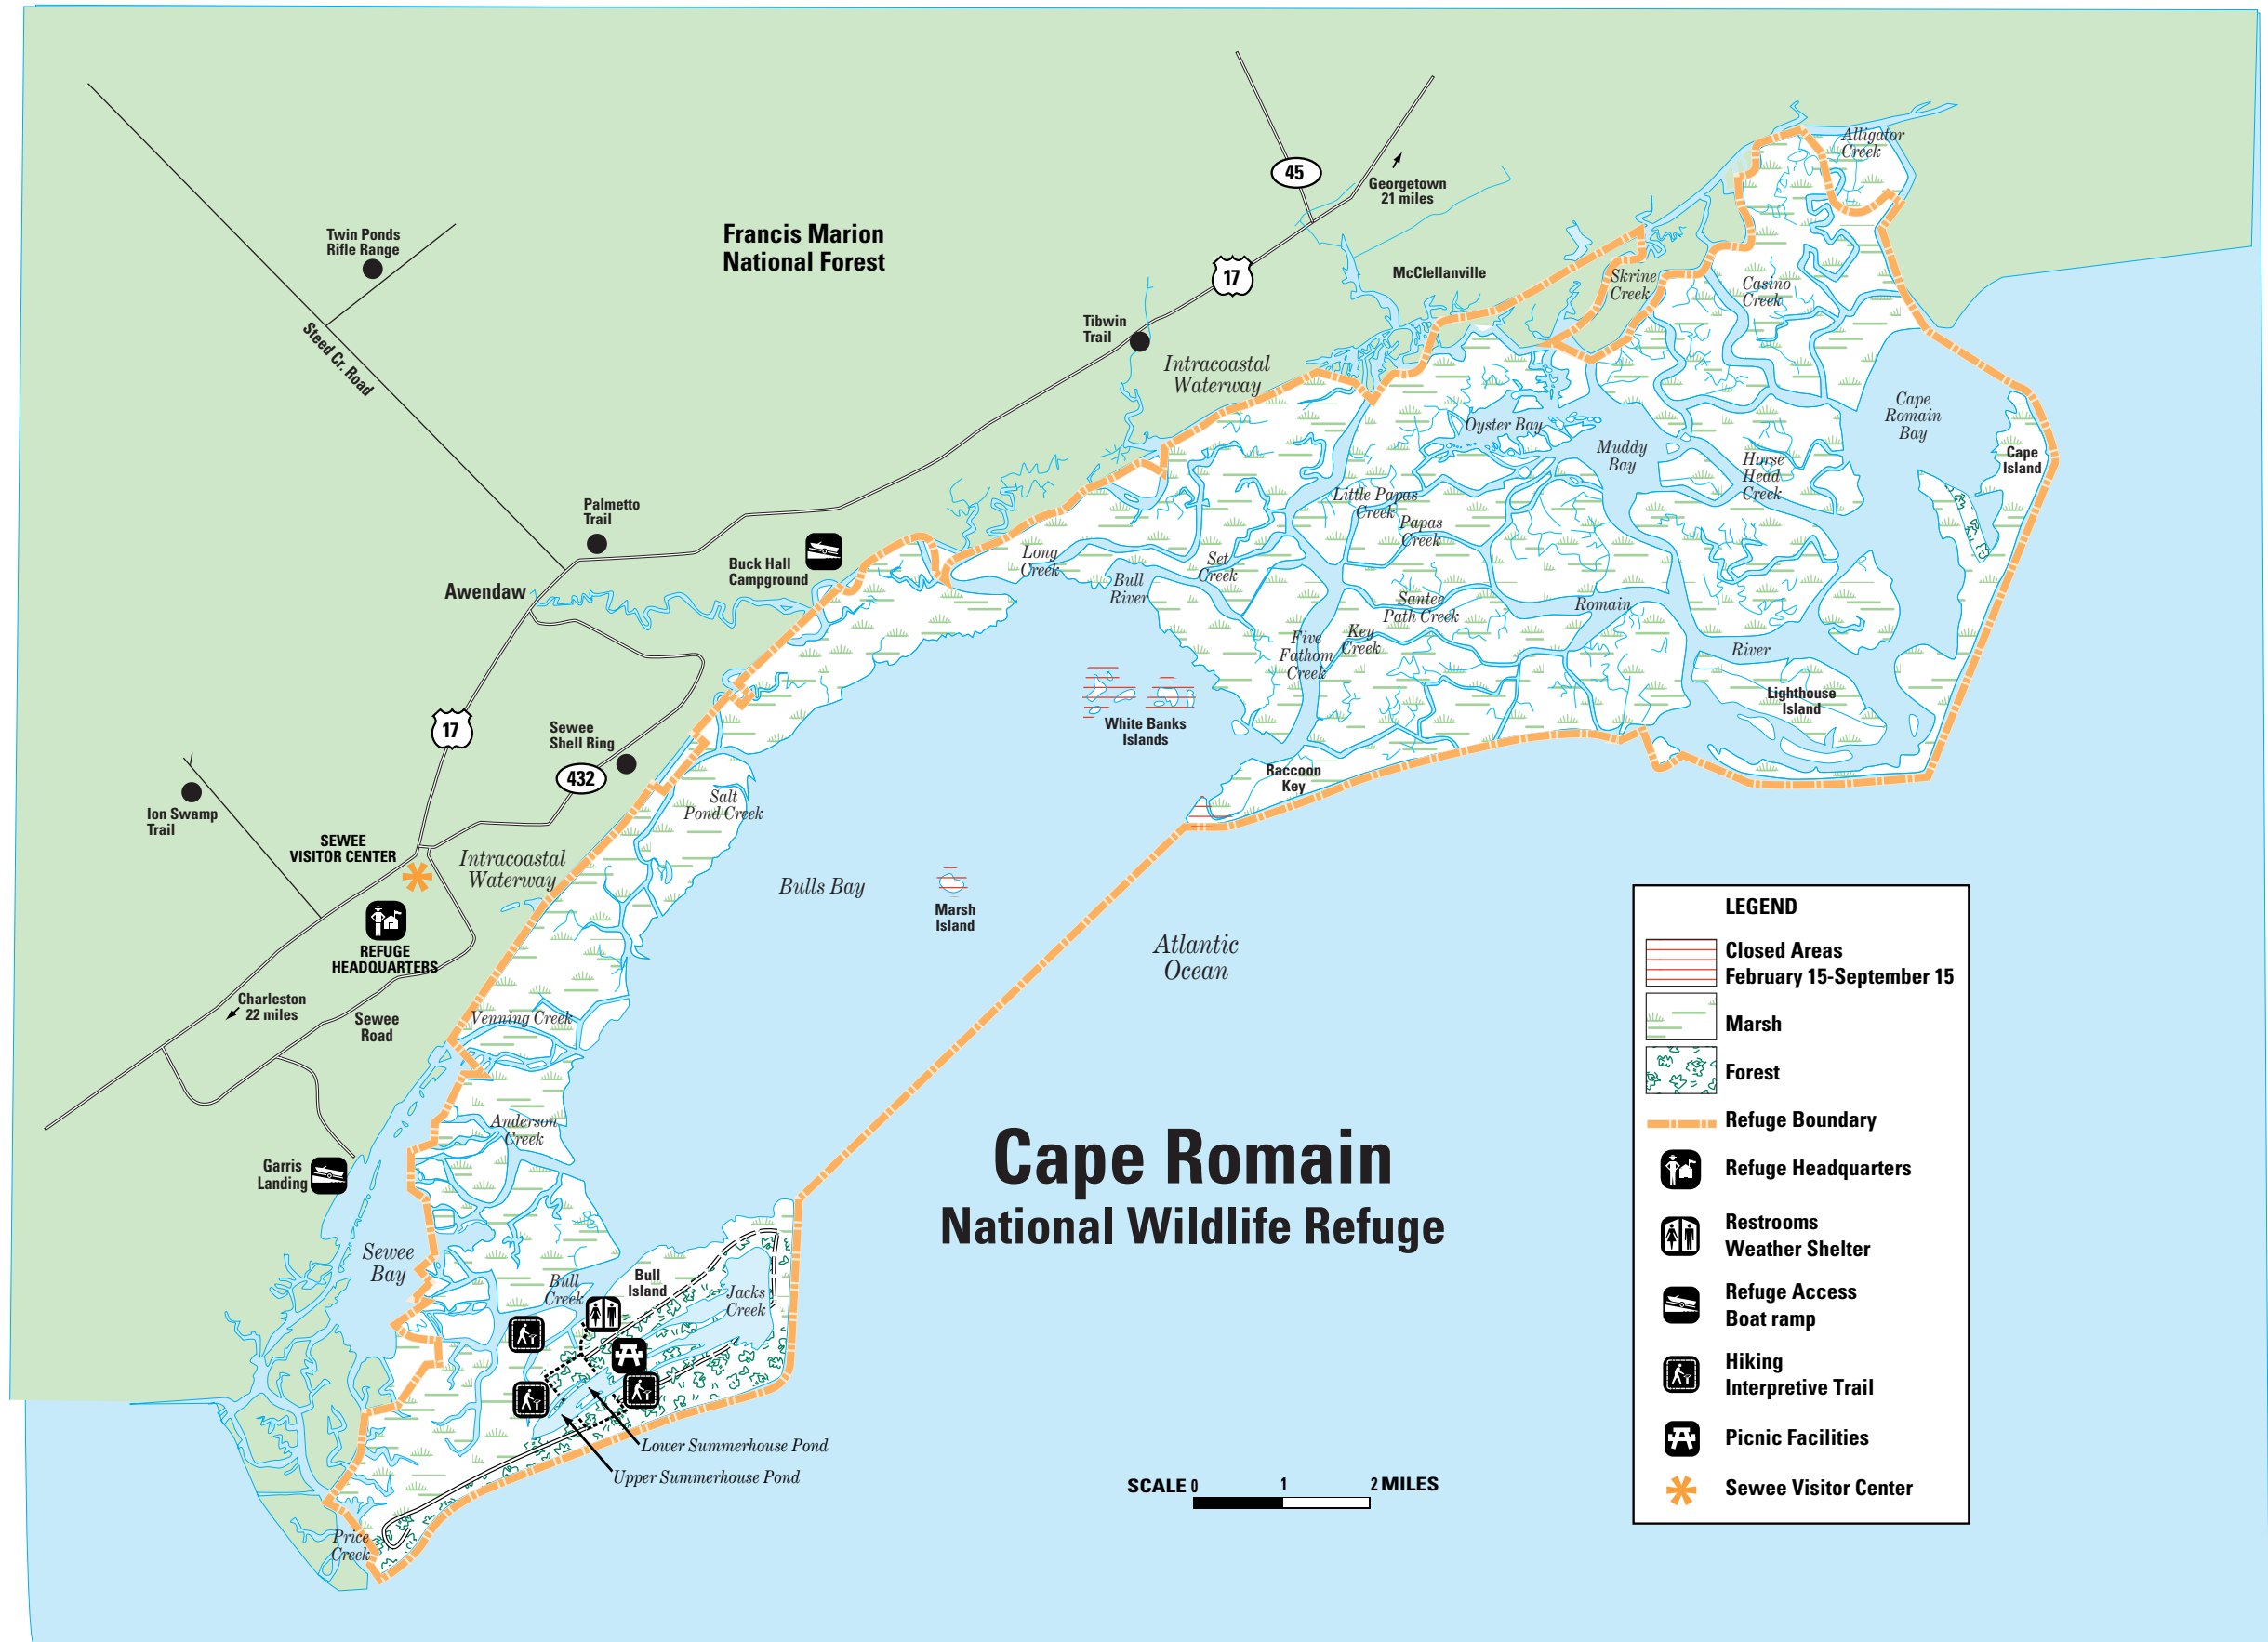 Alligator
Creek
45
Georgetown
21 miles
Twin Ponds
Rifle Range
Francis Marion
National Forest
17
McClellanville
Skrine
Creek
Casino
Creek
Steed Cr. Road
Tibwin
Trail
Intracoastal
Waterway
Cape
Romain
Bay
Oyster Bay
Muddy
Bay
Cape
Island
Horse
Head
Creek
Little Papas
Creek
Papas
Creek
Palmetto
Trail
Buck Hall
Campground
Long
Creek
Set
Creek
Bull
River
Awendaw
Santee
Path Creek
Romain
River
Key
Creek
Five
Fathom
Creek
Lighthouse
Island
17
White Banks
Islands
Sewee
Shell Ring
432
Raccoon
Key
Salt
Pond Creek
Ion Swamp
Trail
SEWEE
VISITOR CENTER
Intracoastal
Waterway
Bulls Bay
Marsh
Island
REFUGE
HEADQUARTERS
Atlantic
Ocean
Charleston
22 miles
Sewee
Road
Venning Creek
Anderson
Creek
Garris
Landing
Cape Romain
National Wildlife Refuge
Sewee
Bay
Bull
Creek
Bull
Island
Jacks
Creek
Lower Summerhouse Pond
Upper Summerhouse Pond
Price
Creek
SCALE 0 1 2 MILES
LEGEND
Closed Areas
February 15-September 15
Marsh
Forest
Refuge Boundary
Refuge Headquarters
Restrooms
Weather Shelter
Refuge Access
Boat ramp
Hiking
Interpretive Trail
Picnic Facilities
Sewee Visitor Center